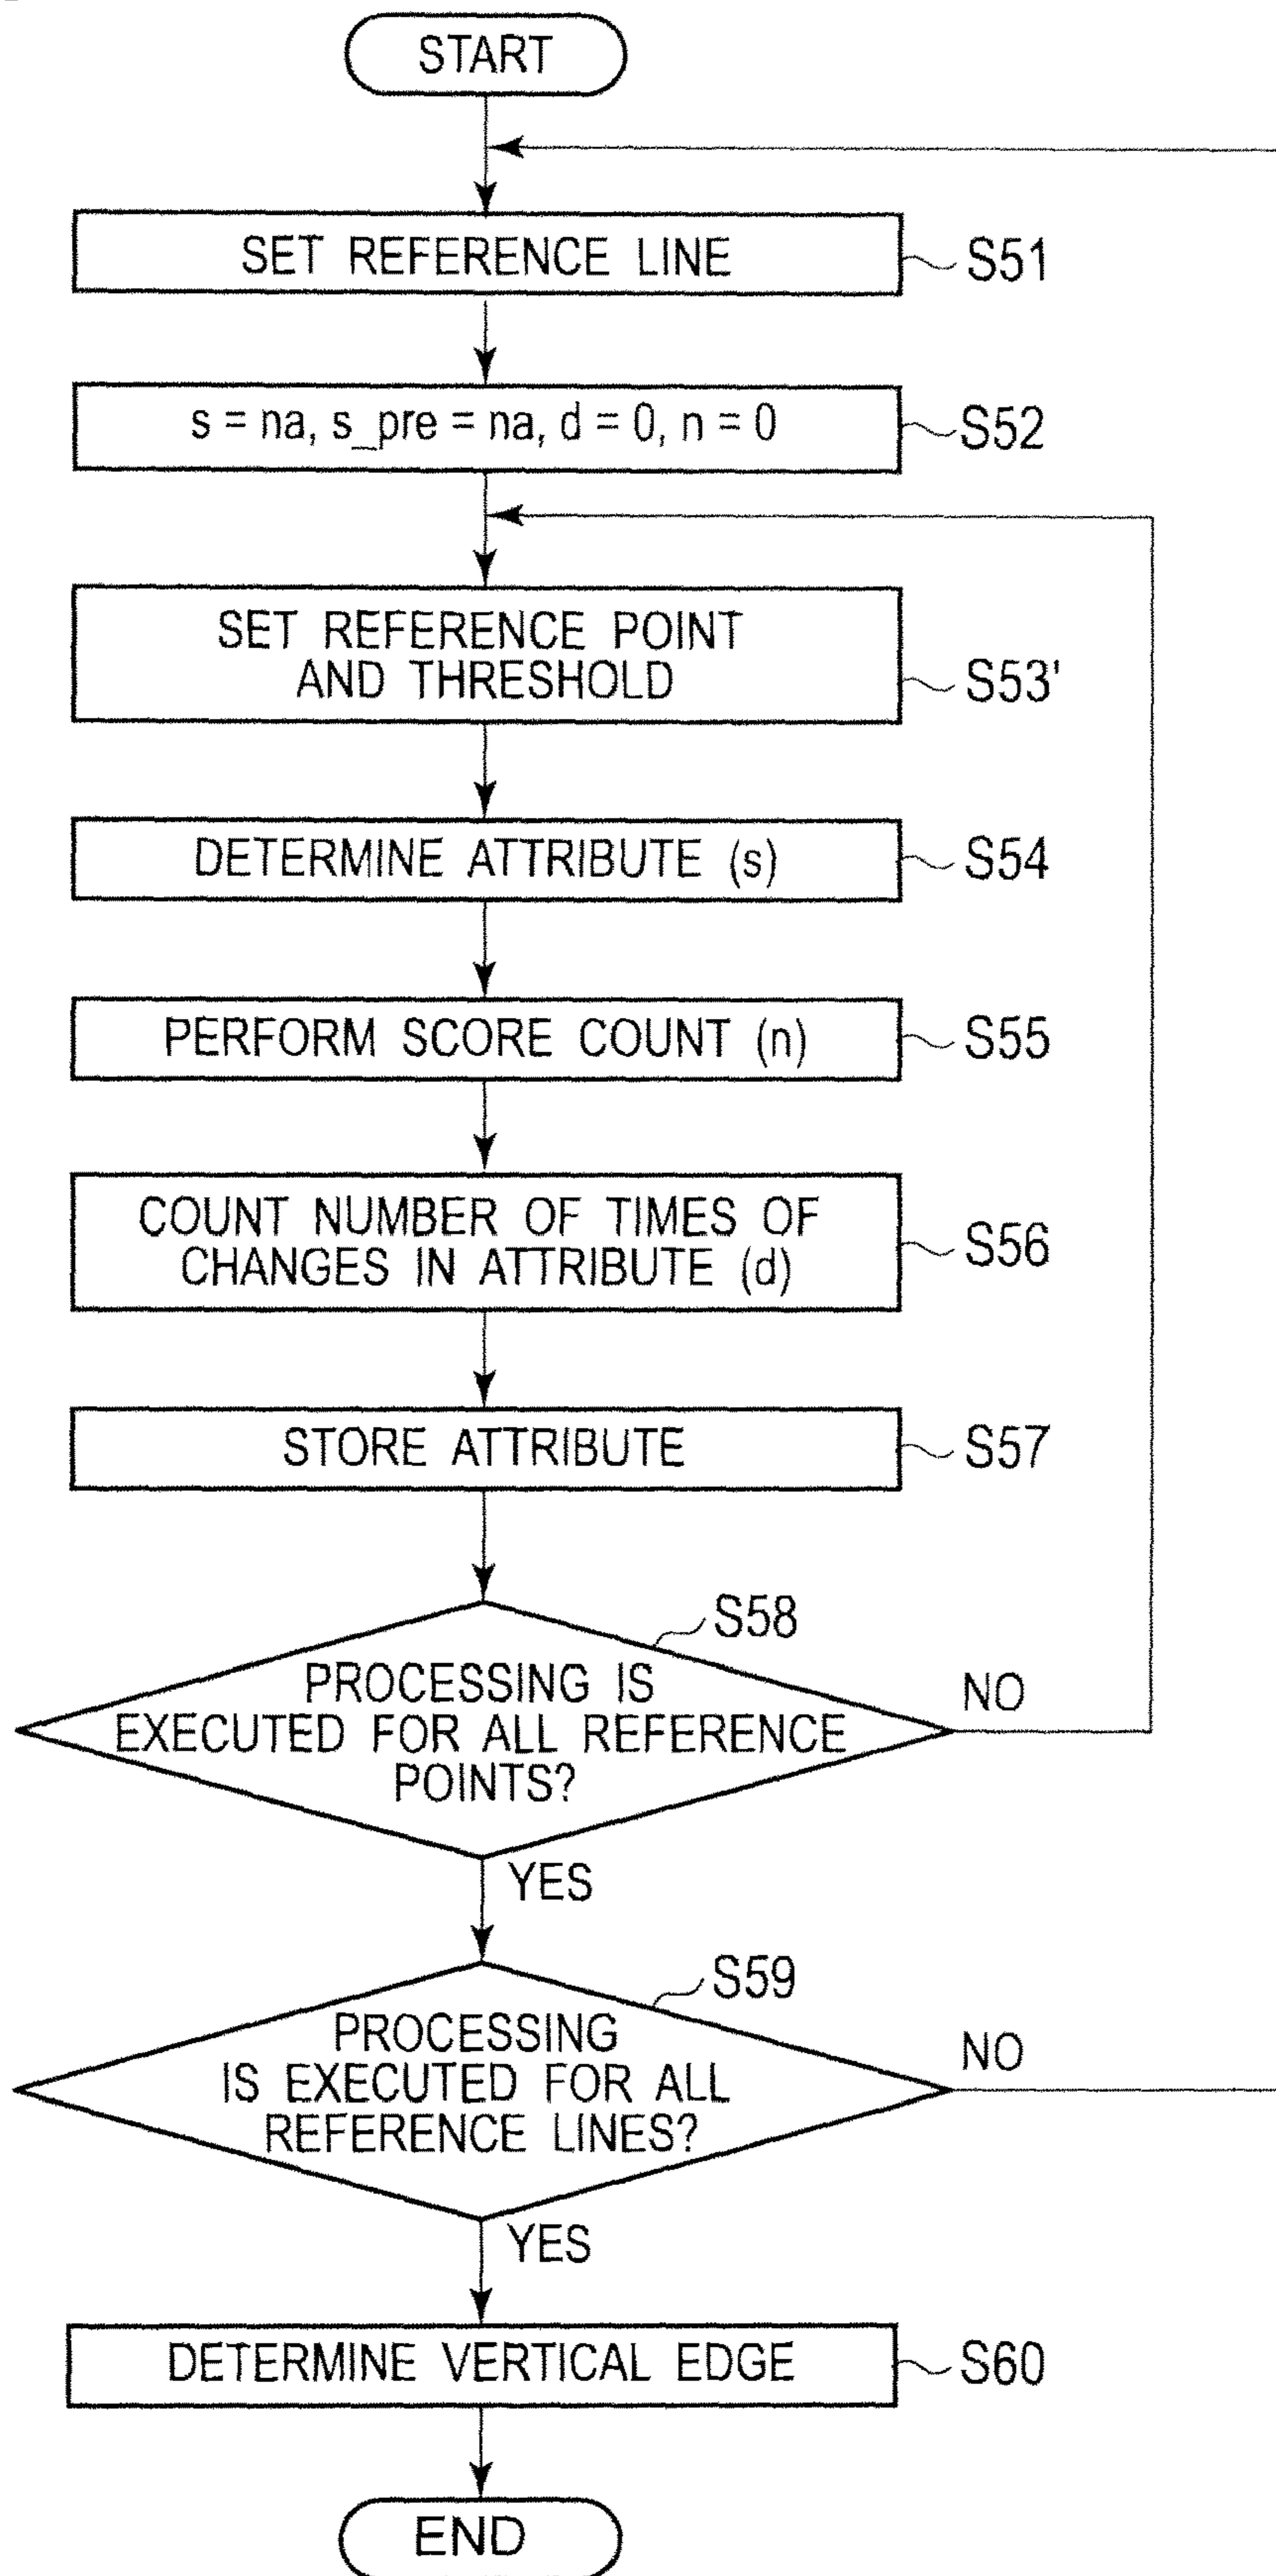 START
SET REFERENCE LINE
S51
s = na, s_pre = na, d = 0, n = 0
S52
SET REFERENCE POINT
AND THRESHOLD
S53'
DETERMINE ATTRIBUTE (s)
S54
PERFORM SCORE COUNT (n)
S55
COUNT NUMBER OF TIMES OF
CHANGES IN ATTRIBUTE (d)
S56
STORE ATTRIBUTE
S57
S58
PROCESSING IS
EXECUTED FOR ALL REFERENCE
POINTS?
NO
YES
S59
PROCESSING
IS EXECUTED FOR ALL
REFERENCE LINES?
NO
YES
DETERMINE VERTICAL EDGE
S60
END